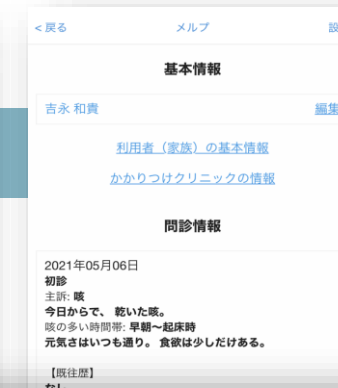 < 戻る メルプ 設
基本情報
吉永 和貴 編集
利用者（家族）の基本情報
かかりつけクリニックの情報
問診情報
2021年05月06日
初診
主訴: 咳
今日からで、 乾いた咳。
咳の多い時間帯: 早朝〜起床時
元気さはいつも通り。 食欲は少しだけある。
【既往歴】
なし